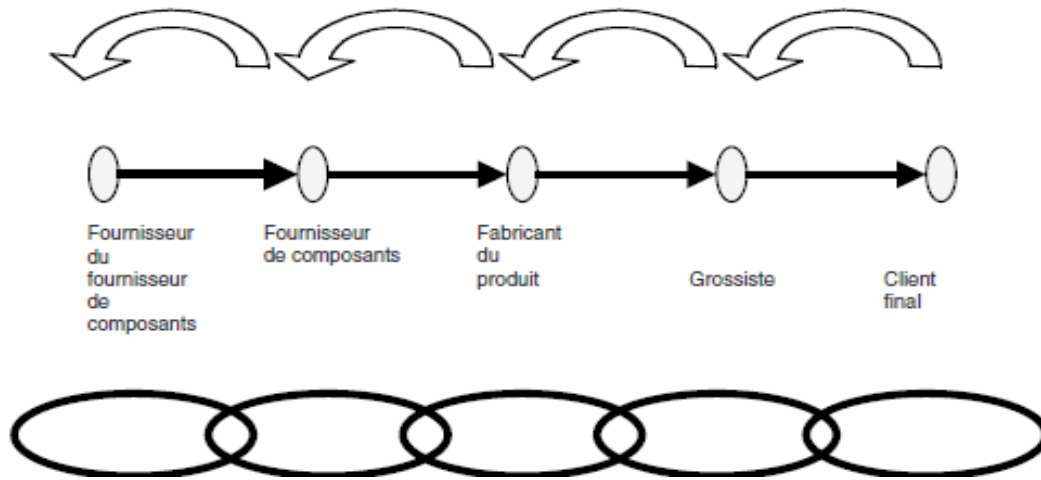 Fournisseur
du
fournisseur
de
composants
Fournisseur
de composants
Fabricant
du
produit
Grossiste
Client
final